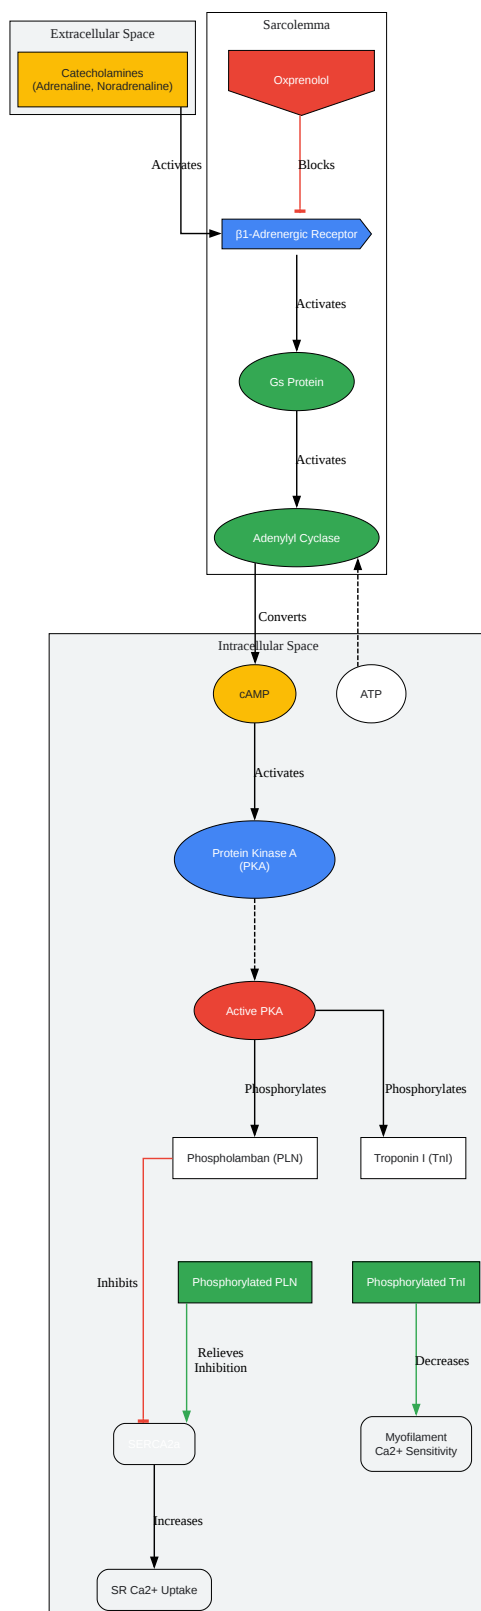 Extracellular Space
Sarcolemma
Catecholamines
(Adrenaline, Noradrenaline)
Oxprenolol
Activates
Blocks
β1-Adrenergic Receptor
Activates
Gs Protein
Activates
Adenylyl Cyclase
Converts
Intracellular Space
cAMP
ATP
Activates
Protein Kinase A
(PKA)
Active PKA
Phosphorylates
Phosphorylates
Phospholamban (PLN)
Troponin I (TnI)
Inhibits
Phosphorylated PLN
Phosphorylated TnI
Relieves
Inhibition
Decreases
Myofilament
Ca2+ Sensitivity
Increases
SR Ca2+ Uptake